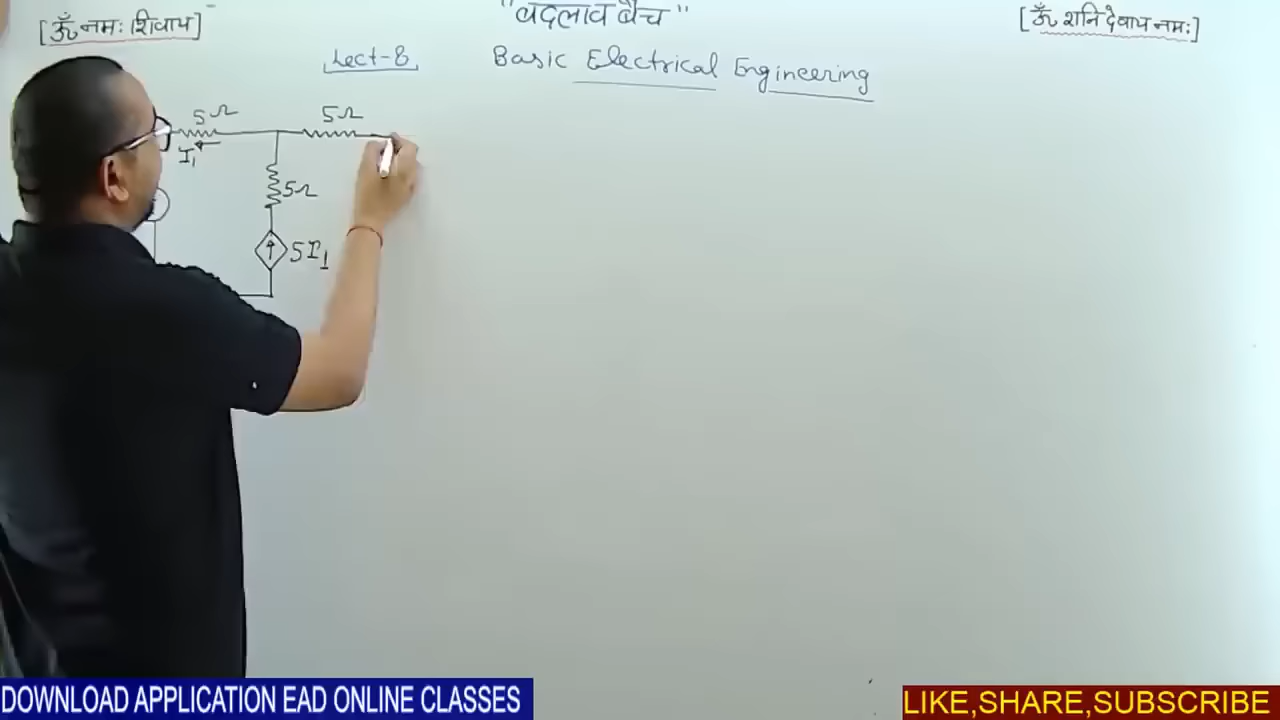 [ॐ नमः शिवाय]
"बदलाव बैच"
[ॐ शनि देवाय नमः]
Lect-8
Basic Electrical Engineering
5Ω
5Ω
I₁
5Ω
5I₁
DOWNLOAD APPLICATION EAD ONLINE CLASSES
LIKE,SHARE,SUBSCRIBE